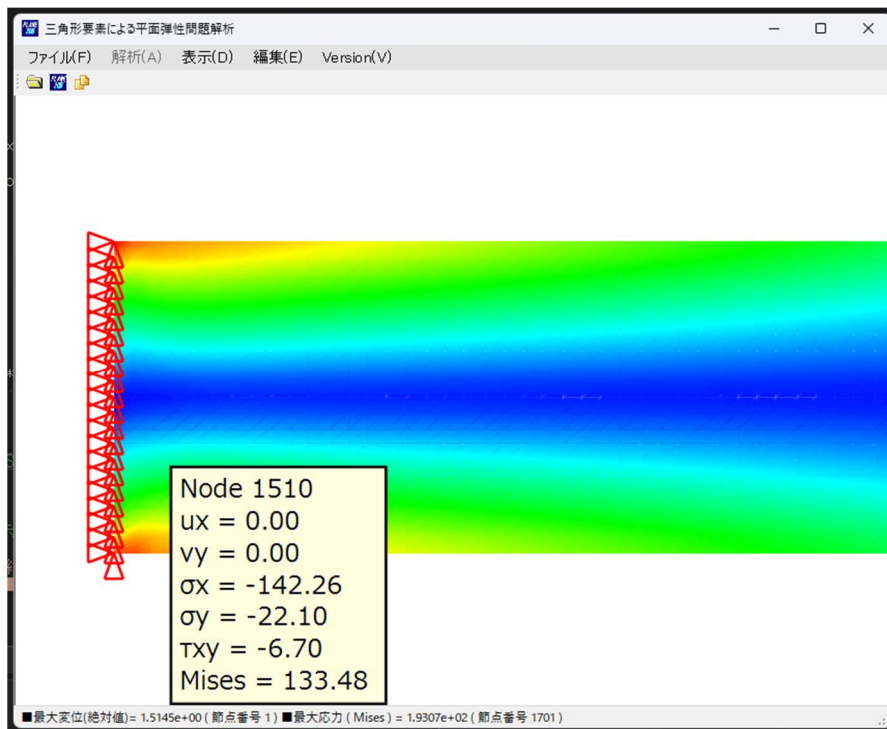 三角形要素による平面弾性問題解析
ファイル(F) 解析(A) 表示(D) 編集(E) Version(V)
Node 1510
ux = 0.00
vy = 0.00
σx = -142.26
σy = -22.10
τxy = -6.70
Mises = 133.48
■最大変位(絶対値)= 1.5145e+00 ( 節点番号 1 ) ■最大応力 ( Mises ) = 1.9307e+02 ( 節点番号 1701 )